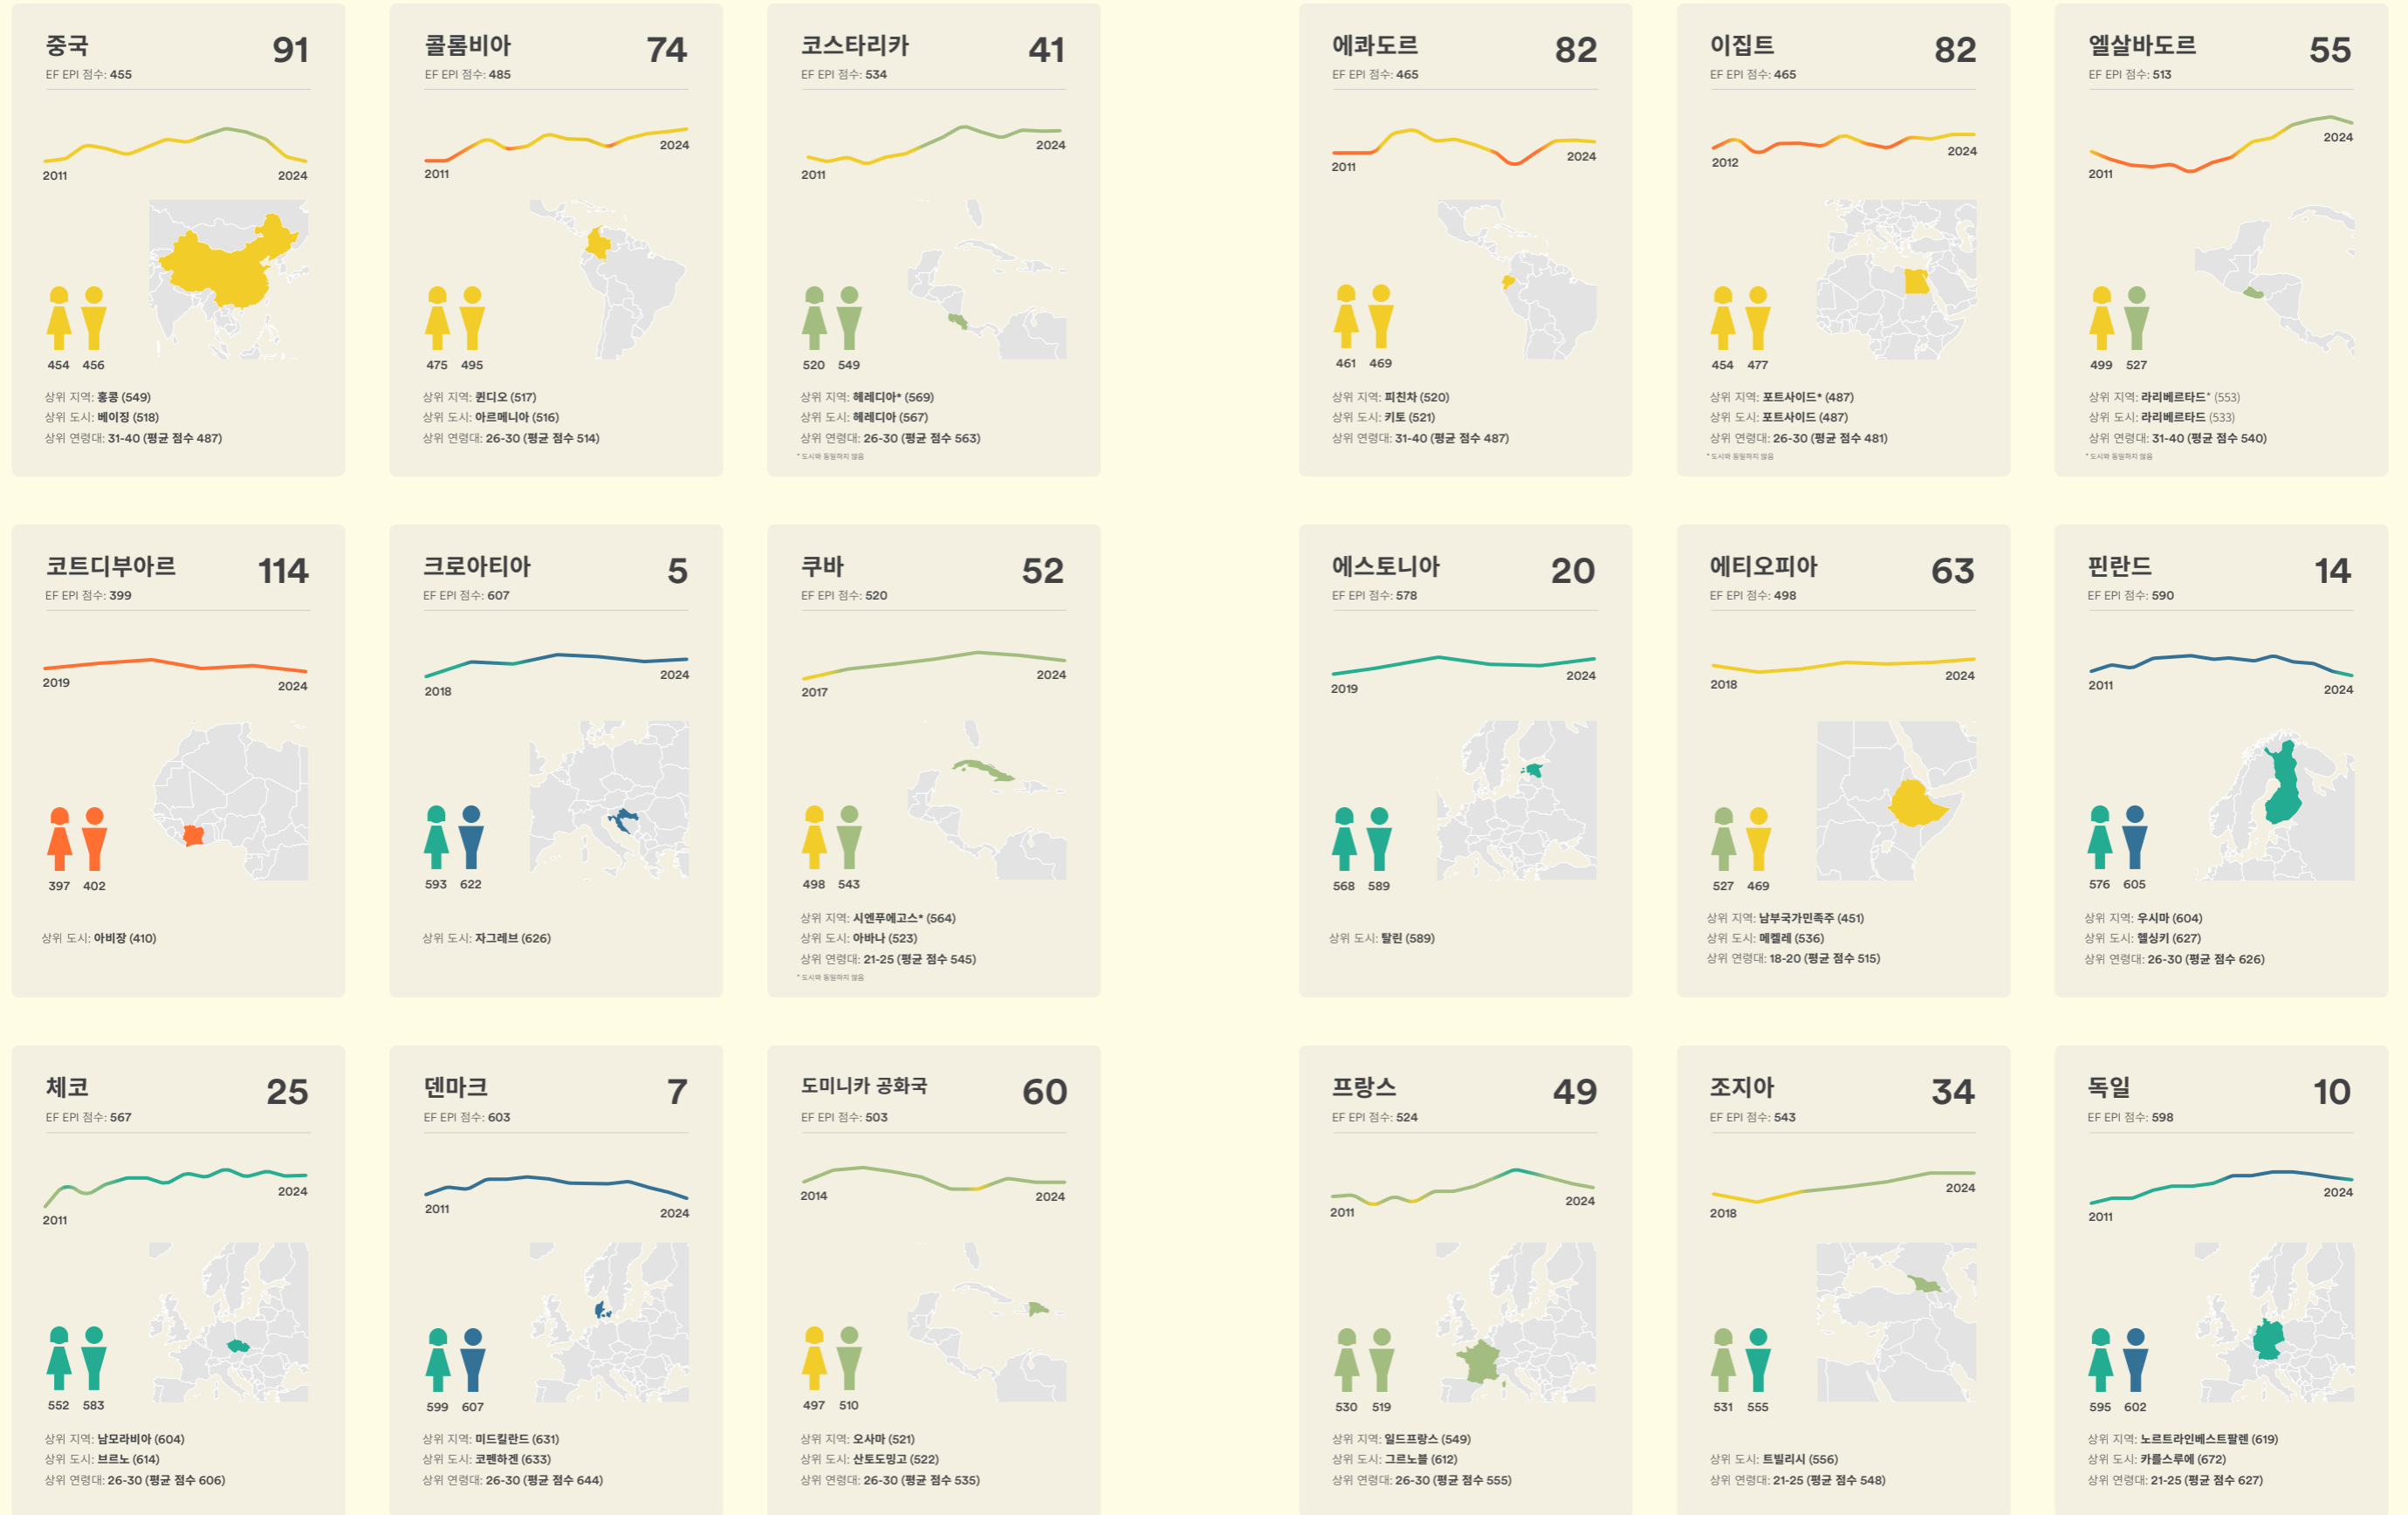 중국 91
EF EPI 점수: 455
2011 2024
454 456
상위 지역: 홍콩 (549)
상위 도시: 베이징 (518)
상위 연령대: 31-40 (평균 점수 487)
콜롬비아 74
EF EPI 점수: 485
2011 2024
475 495
상위 지역: 퀸디오 (517)
상위 도시: 아르메니아 (516)
상위 연령대: 26-30 (평균 점수 514)
코스타리카 41
EF EPI 점수: 534
2011 2024
520 549
상위 지역: 헤레디아* (569)
상위 도시: 헤레디아 (567)
상위 연령대: 26-30 (평균 점수 563)
* 도시와 동일하지 않음
에콰도르 82
EF EPI 점수: 465
2011 2024
461 469
상위 지역: 피친차 (520)
상위 도시: 키토 (521)
상위 연령대: 31-40 (평균 점수 487)
이집트 82
EF EPI 점수: 465
2012 2024
454 477
상위 지역: 포트사이드* (487)
상위 도시: 포트사이드 (487)
상위 연령대: 26-30 (평균 점수 481)
* 도시와 동일하지 않음
엘살바도르 55
EF EPI 점수: 513
2011 2024
499 527
상위 지역: 라리베르타드* (553)
상위 도시: 라리베르타드 (533)
상위 연령대: 31-40 (평균 점수 540)
* 도시와 동일하지 않음
코트디부아르 114
EF EPI 점수: 399
2019 2024
397 402
상위 도시: 아비장 (410)
크로아티아 5
EF EPI 점수: 607
2018 2024
593 622
상위 도시: 자그레브 (626)
쿠바 52
EF EPI 점수: 520
2017 2024
498 543
상위 지역: 시엔푸에고스* (564)
상위 도시: 아바나 (523)
상위 연령대: 21-25 (평균 점수 545)
* 도시와 동일하지 않음
에스토니아 20
EF EPI 점수: 578
2019 2024
568 589
상위 도시: 탈린 (589)
에티오피아 63
EF EPI 점수: 498
2018 2024
527 469
상위 지역: 남부국가민족주 (451)
상위 도시: 메켈레 (536)
상위 연령대: 18-20 (평균 점수 515)
핀란드 14
EF EPI 점수: 590
2011 2024
576 605
상위 지역: 우시마 (604)
상위 도시: 헬싱키 (627)
상위 연령대: 26-30 (평균 점수 626)
체코 25
EF EPI 점수: 567
2011 2024
552 583
상위 지역: 남모라비아 (604)
상위 도시: 브르노 (614)
상위 연령대: 26-30 (평균 점수 606)
덴마크 7
EF EPI 점수: 603
2011 2024
599 607
상위 지역: 미드킬란드 (631)
상위 도시: 코펜하겐 (633)
상위 연령대: 26-30 (평균 점수 644)
도미니카 공화국 60
EF EPI 점수: 503
2014 2024
497 510
상위 지역: 오사마 (521)
상위 도시: 산토도밍고 (522)
상위 연령대: 26-30 (평균 점수 535)
프랑스 49
EF EPI 점수: 524
2011 2024
530 519
상위 지역: 일드프랑스 (549)
상위 도시: 그르노블 (612)
상위 연령대: 26-30 (평균 점수 555)
조지아 34
EF EPI 점수: 543
2018 2024
531 555
상위 도시: 트빌리시 (556)
상위 연령대: 21-25 (평균 점수 548)
독일 10
EF EPI 점수: 598
2011 2024
595 602
상위 지역: 노르트라인베스트팔렌 (619)
상위 도시: 카를스루에 (672)
상위 연령대: 21-25 (평균 점수 627)